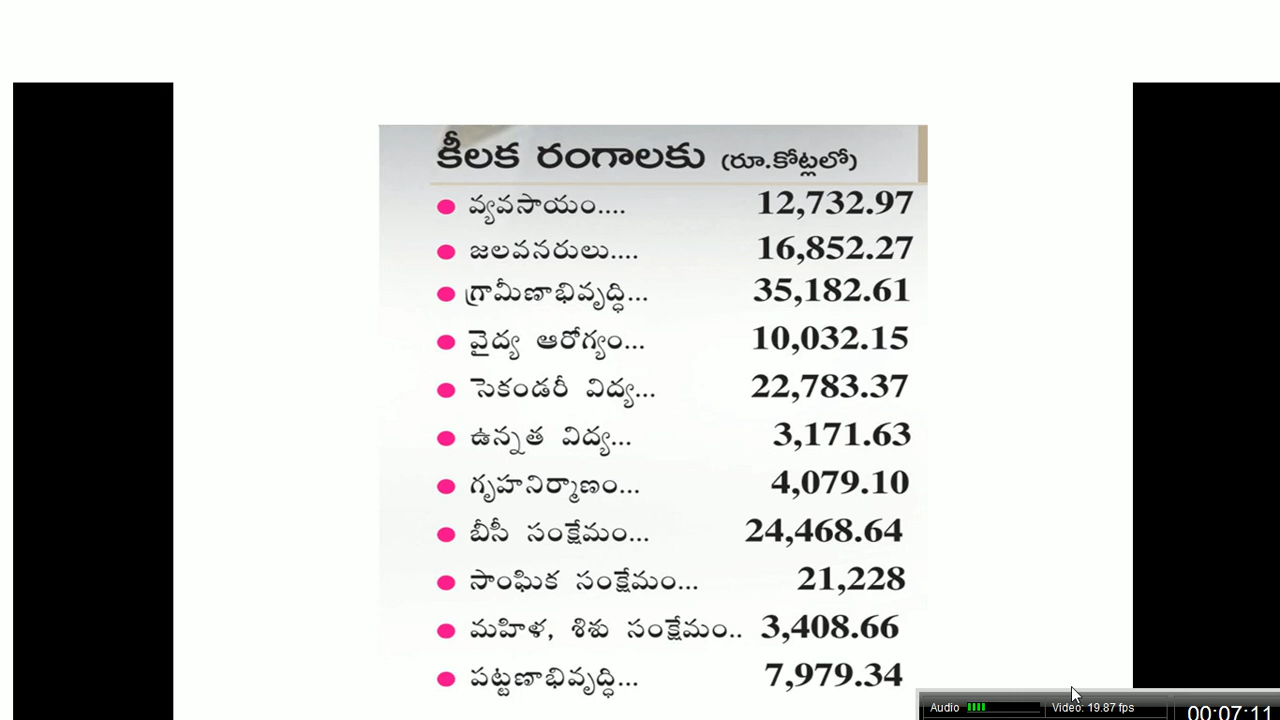 కీలక రంగాలకు (రూ.కోట్లలో)
వ్యవసాయం.... 12,732.97
జలవనరులు.... 16,852.27
గ్రామీణాభివృద్ధి... 35,182.61
వైద్య ఆరోగ్యం... 10,032.15
సెకండరీ విద్య... 22,783.37
ఉన్నత విద్య... 3,171.63
గృహనిర్మాణం... 4,079.10
బీసీ సంక్షేమం... 24,468.64
సాంఘిక సంక్షేమం... 21,228
మహిళ, శిశు సంక్షేమం.. 3,408.66
పట్టణాభివృద్ధి... 7,979.34
Audio Video: 19.87 fps 00:07:11